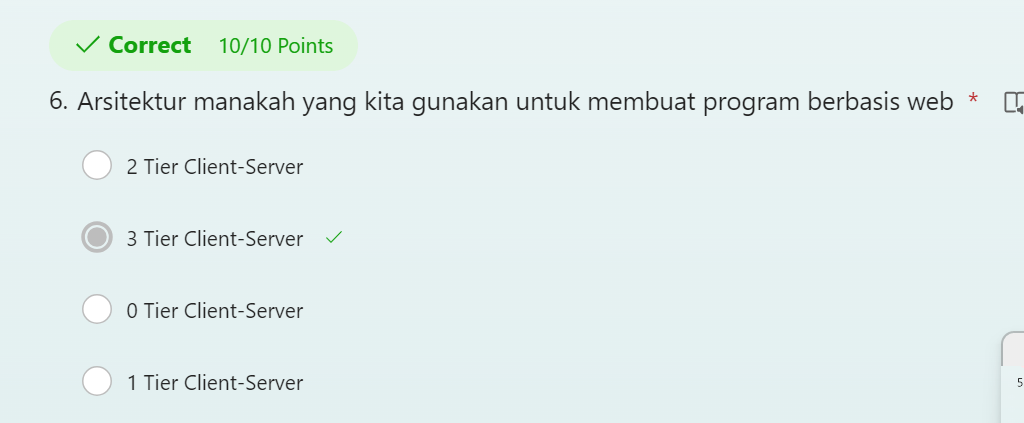 Correct 10/10 Points
6. Arsitektur manakah yang kita gunakan untuk membuat program berbasis web *
2 Tier Client-Server
3 Tier Client-Server
0 Tier Client-Server
1 Tier Client-Server
5